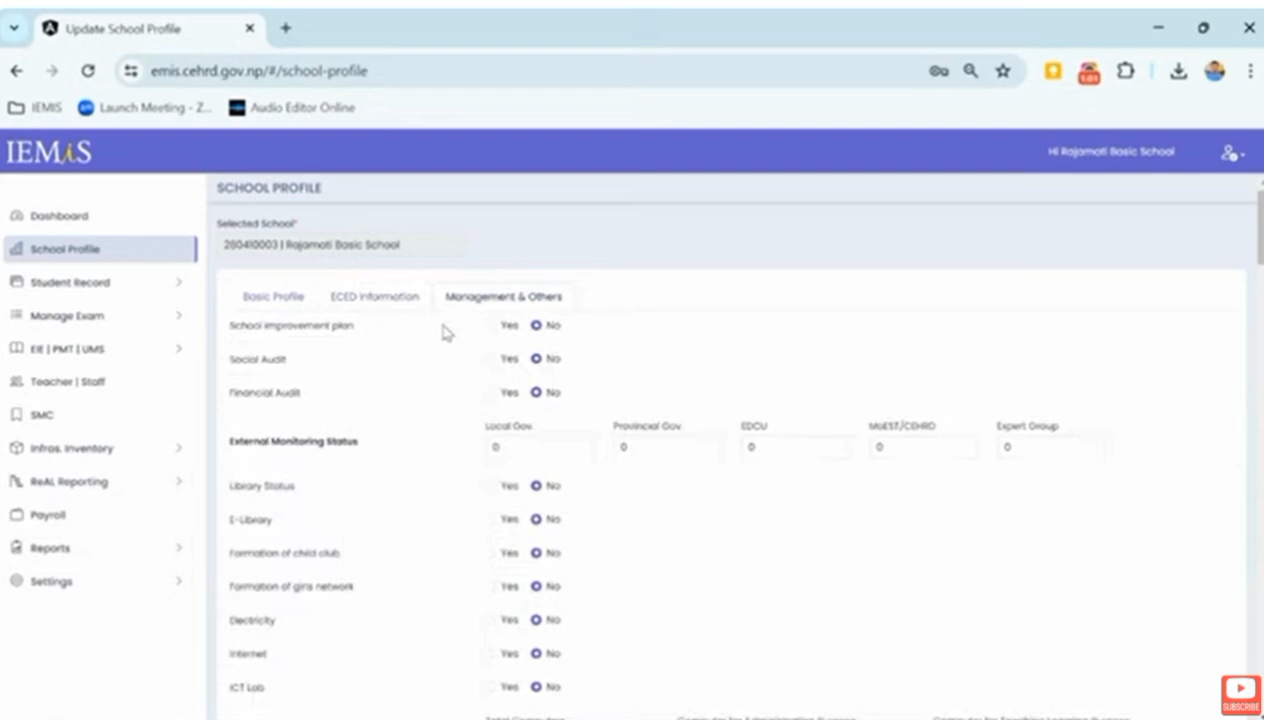 Update School Profile
emis.cehrd.gov.np/#/school-profile
IEMIS
Launch Meeting - Z...
Audio Editor Online
IEMiS
Hi Rajamati Basic School
SCHOOL PROFILE
Dashboard
Selected School*
School Profile
280410003 | Rajamati Basic School
Student Record
Basic Profile
ECED Information
Management & Others
Manage Exam
School improvement plan Yes No
EIE | PMT | UMS
Social Audit Yes No
Teacher | Staff
Financial Audit Yes No
SMC
Local Gov. Provincial Gov EDCU MoEST/CEHRD Expert Group
External Monitoring Status 0 0 0 0 0
Infras. Inventory
ReAL Reporting
Library Status Yes No
Payroll
E-Library Yes No
Reports
Formation of child club Yes No
Settings
Formation of girls network Yes No
Electricity Yes No
Internet Yes No
ICT Lab Yes No
SUBSCRIBE